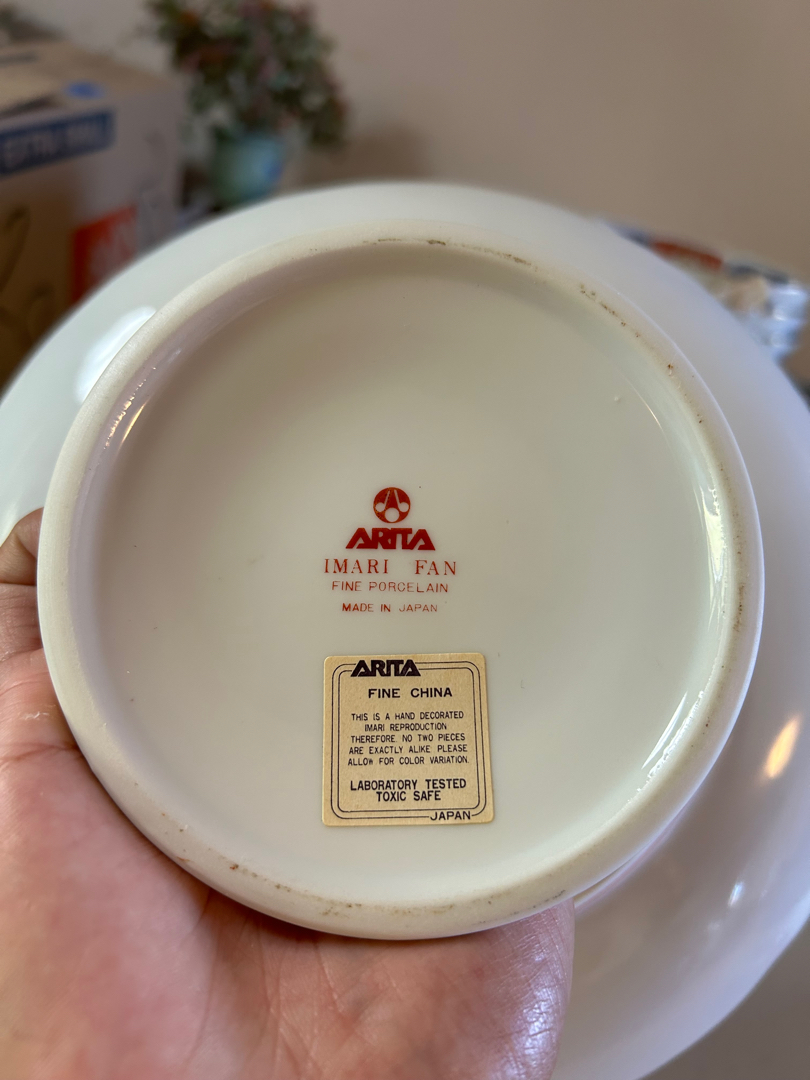 ARITA
IMARI FAN
FINE PORCELAIN
MADE IN JAPAN
ARITA
FINE CHINA
THIS IS A HAND DECORATED
IMARI REPRODUCTION
THEREFORE NO TWO PIECES
ARE EXACTLY ALIKE PLEASE
ALLOW FOR COLOR VARIATION.
LABORATORY TESTED
TOXIC SAFE
JAPAN